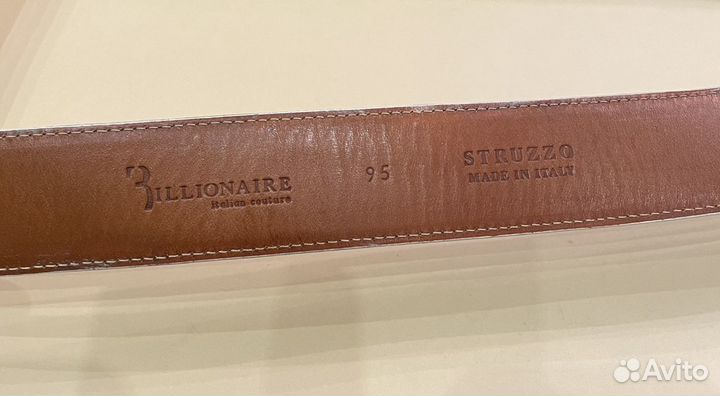 BILLIONAIRE
Italian couture
95
STRUZZO
MADE IN ITALY
Avito